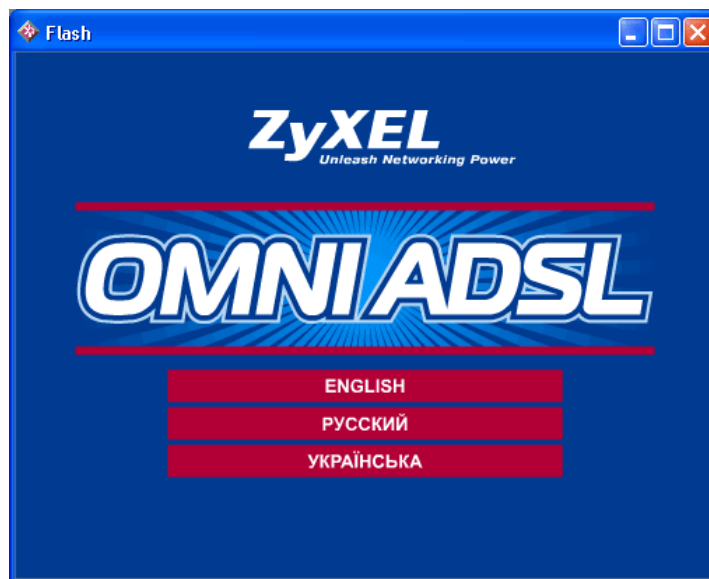 Flash
ZyXEL
Unleash Networking Power
OMNI ADSL
ENGLISH
РУССКИЙ
УКРАЇНСЬКА